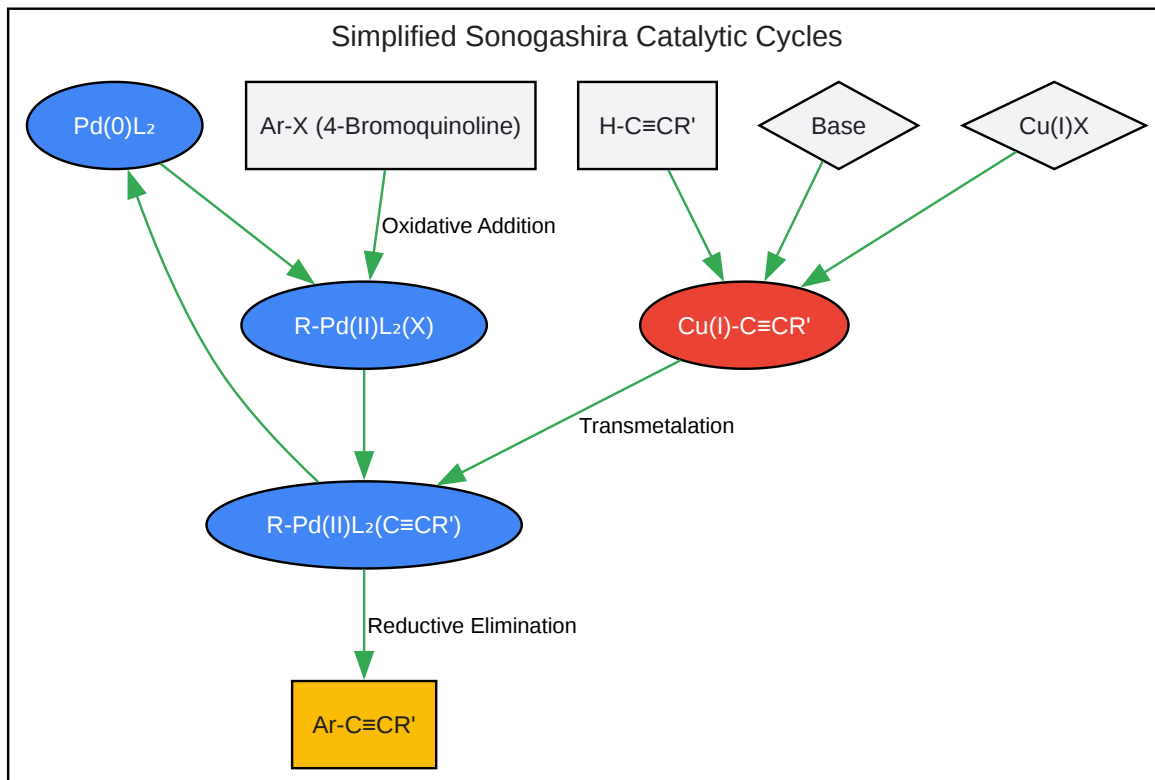 Simplified Sonogashira Catalytic Cycles
Pd(0)L₂
Ar-X (4-Bromoquinoline)
H-C≡CR'
Base
Cu(I)X
Oxidative Addition
R-Pd(II)L₂(X)
Cu(I)-C≡CR'
Transmetalation
R-Pd(II)L₂(C≡CR')
Reductive Elimination
Ar-C≡CR'